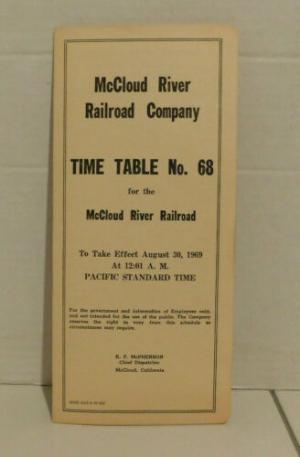 McCloud River
Railroad Company
TIME TABLE No. 68
for the
McCloud River Railroad
To Take Effect August 30, 1969
At 12:01 A. M.
PACIFIC STANDARD TIME
For the government and information of Employees only
and not intended for the use of the public. The Company
reserves the right to vary from this schedule as
circumstances may require.
McPHERSON
Chief Dispatcher
McCloud, California